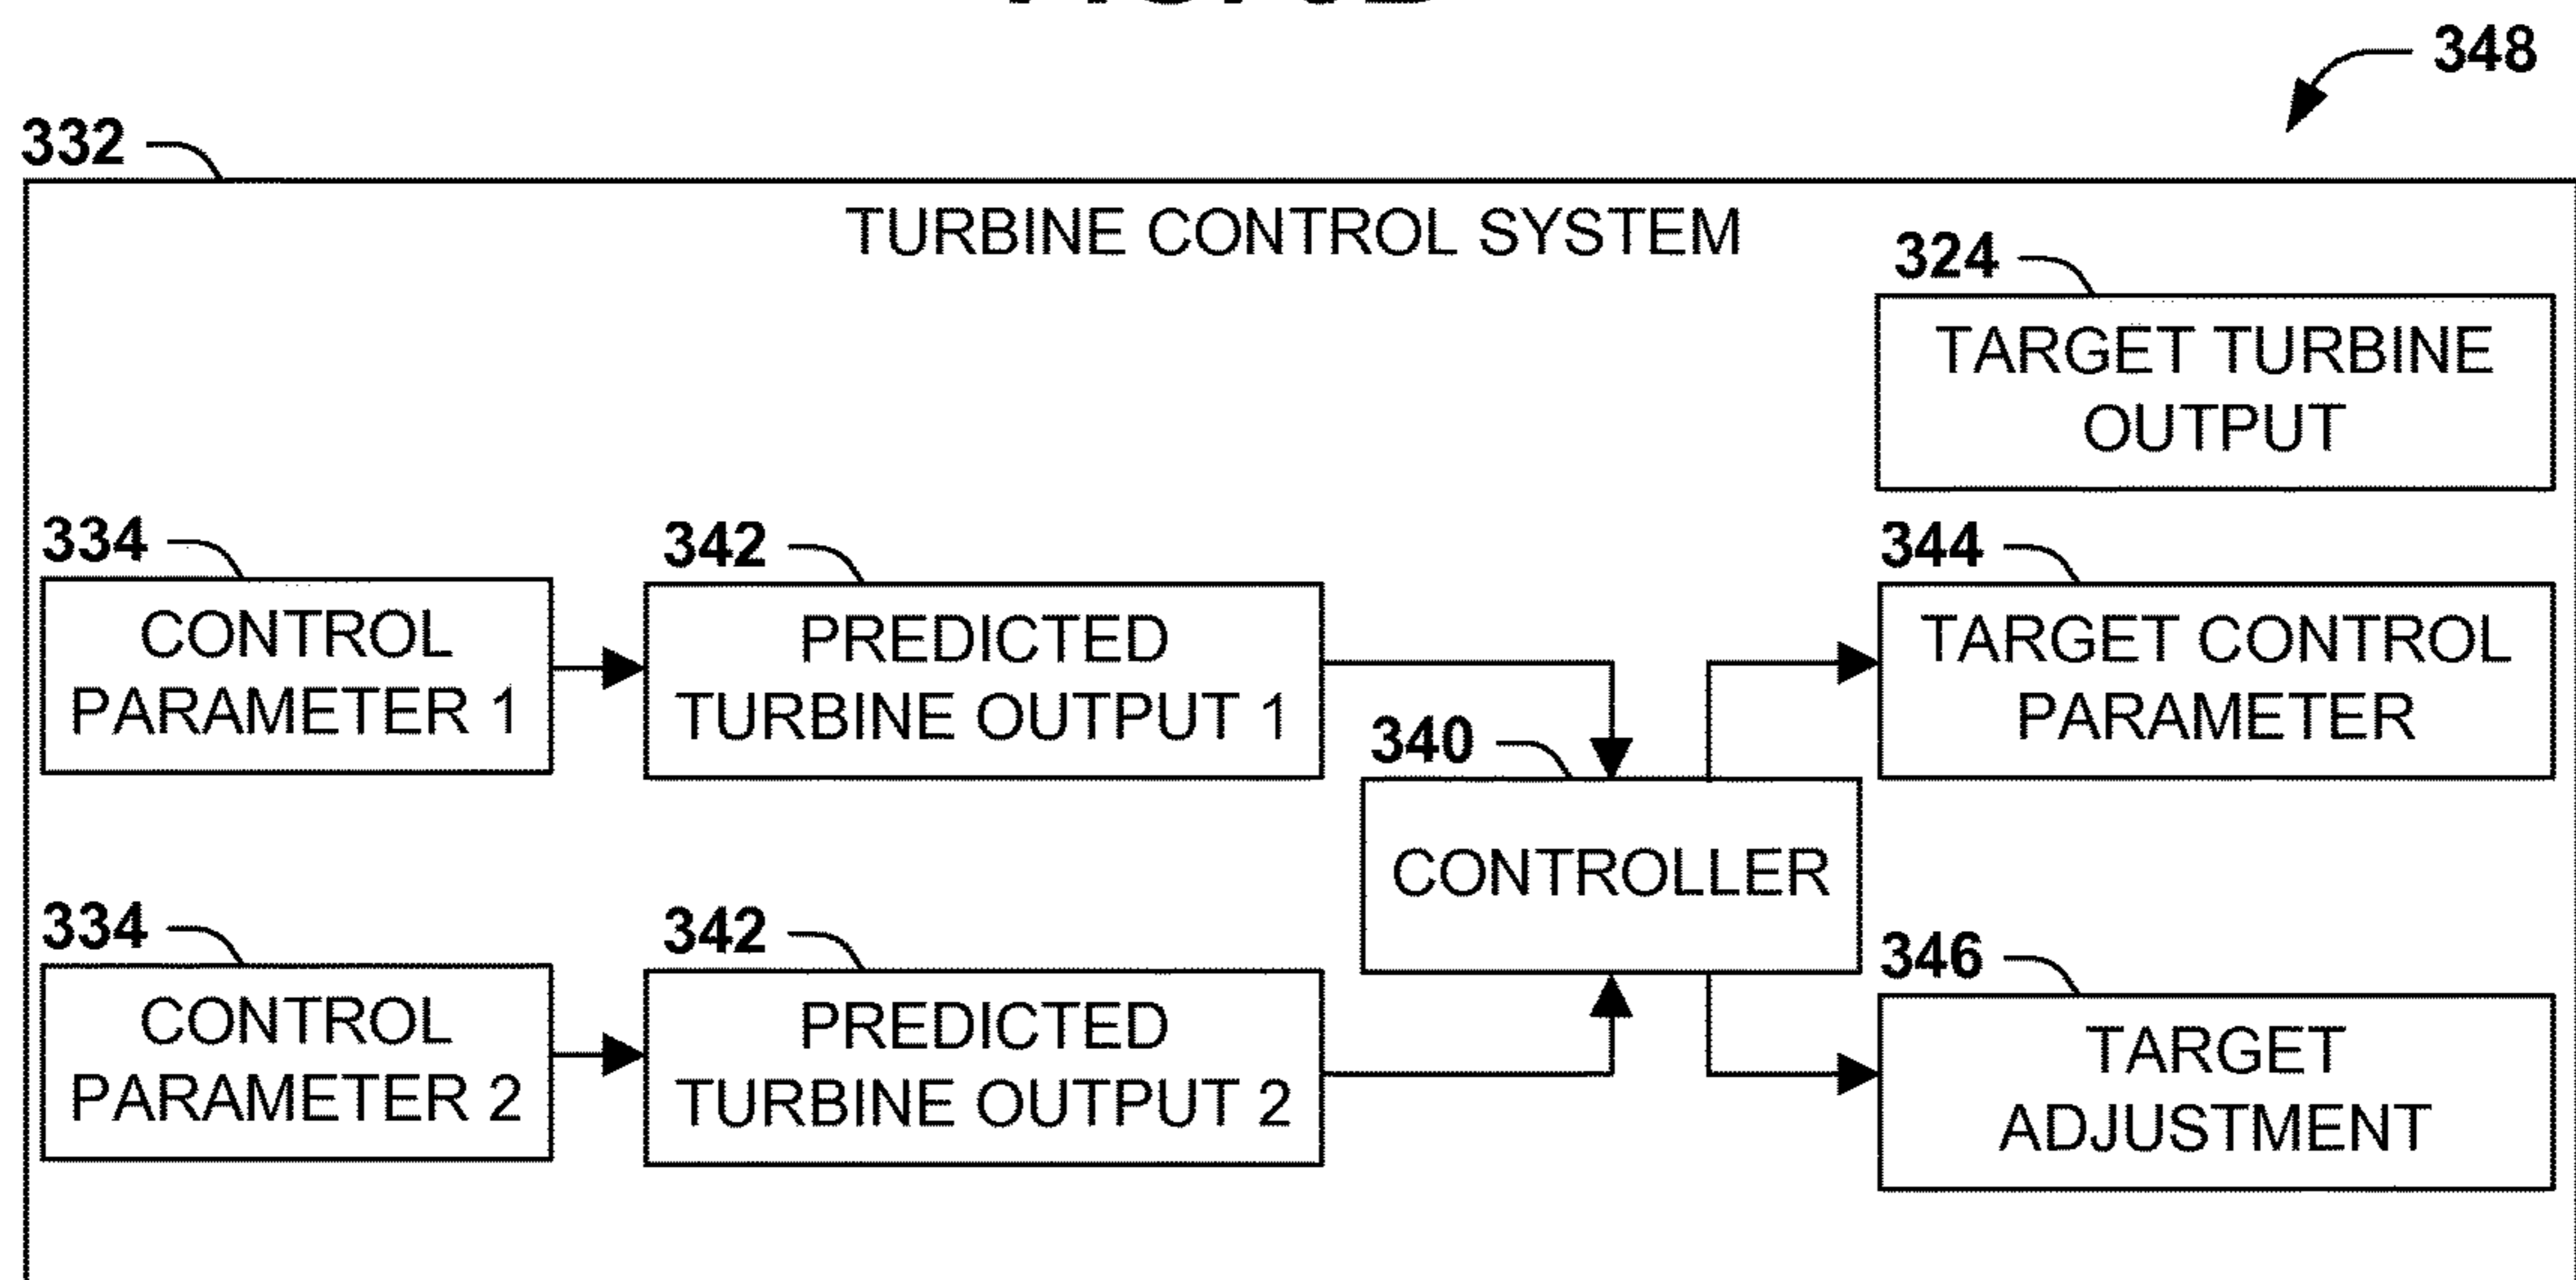 348
332
TURBINE CONTROL SYSTEM
324
TARGET TURBINE
OUTPUT
334
CONTROL
PARAMETER 1
342
PREDICTED
TURBINE OUTPUT 1
344
TARGET CONTROL
PARAMETER
340
CONTROLLER
334
CONTROL
PARAMETER 2
342
PREDICTED
TURBINE OUTPUT 2
346
TARGET
ADJUSTMENT